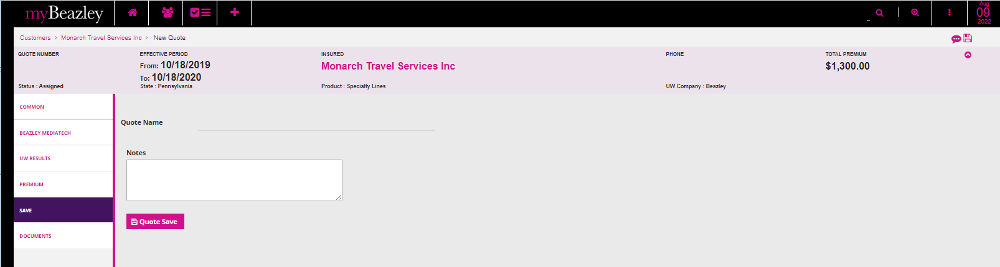 myBeazley
Aug
09
2022
Customers > Monarch Travel Services Inc > New Quote
QUOTE NUMBER
EFFECTIVE PERIOD
INSURED
PHONE
TOTAL PREMIUM
From: 10/18/2019
Monarch Travel Services Inc
$1,300.00
To: 10/18/2020
Status : Assigned
State : Pennsylvania
Product : Specialty Lines
UW Company : Beazley
COMMON
BEAZLEY MEDIATECH
UW RESULTS
PREMIUM
SAVE
DOCUMENTS
Quote Name
Notes
Quote Save